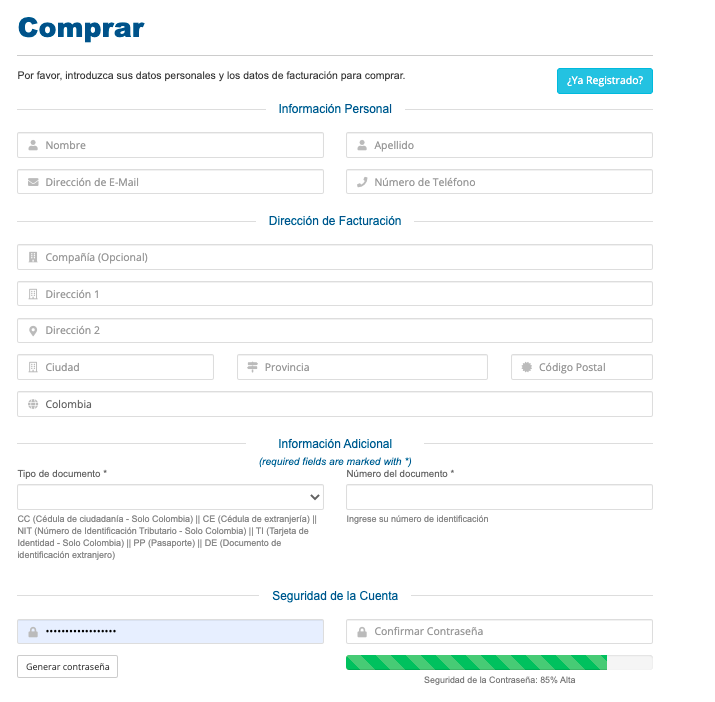 Comprar
Por favor, introduzca sus datos personales y los datos de facturación para comprar.
¿Ya Registrado?
Información Personal
Nombre
Apellido
Dirección de E-Mail
Número de Teléfono
Dirección de Facturación
Compañía (Opcional)
Dirección 1
Dirección 2
Ciudad
Provincia
Código Postal
Colombia
Información Adicional
(required fields are marked with *)
Tipo de documento *
Número del documento *
CC (Cédula de ciudadanía - Solo Colombia) || CE (Cédula de extranjería) ||
NIT (Número de Identificación Tributario - Solo Colombia) || TI (Tarjeta de
Identidad - Solo Colombia) || PP (Pasaporte) || DE (Documento de
identificación extranjero)
Ingrese su número de identificación
Seguridad de la Cuenta
••••••••••••••••••
Confirmar Contraseña
Generar contraseña
Seguridad de la Contraseña: 85% Alta